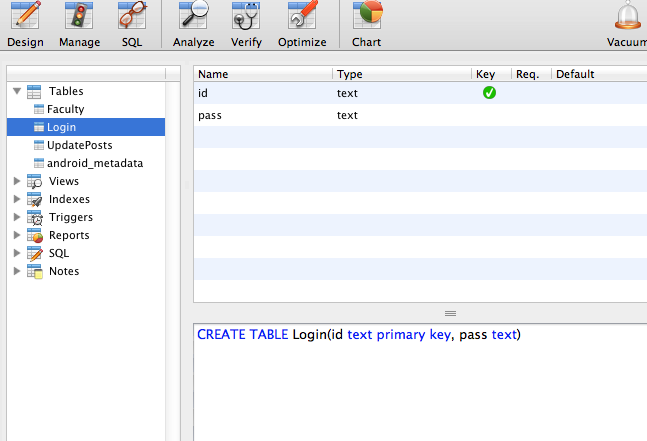 Design Manage SQL Analyze Verify Optimize Chart Vacuum
Name Type Key Req. Default
Tables
Faculty
Login
UpdatePosts
android_metadata
Views
Indexes
Triggers
Reports
SQL
Notes
id text
pass text
CREATE TABLE Login(id text primary key, pass text)